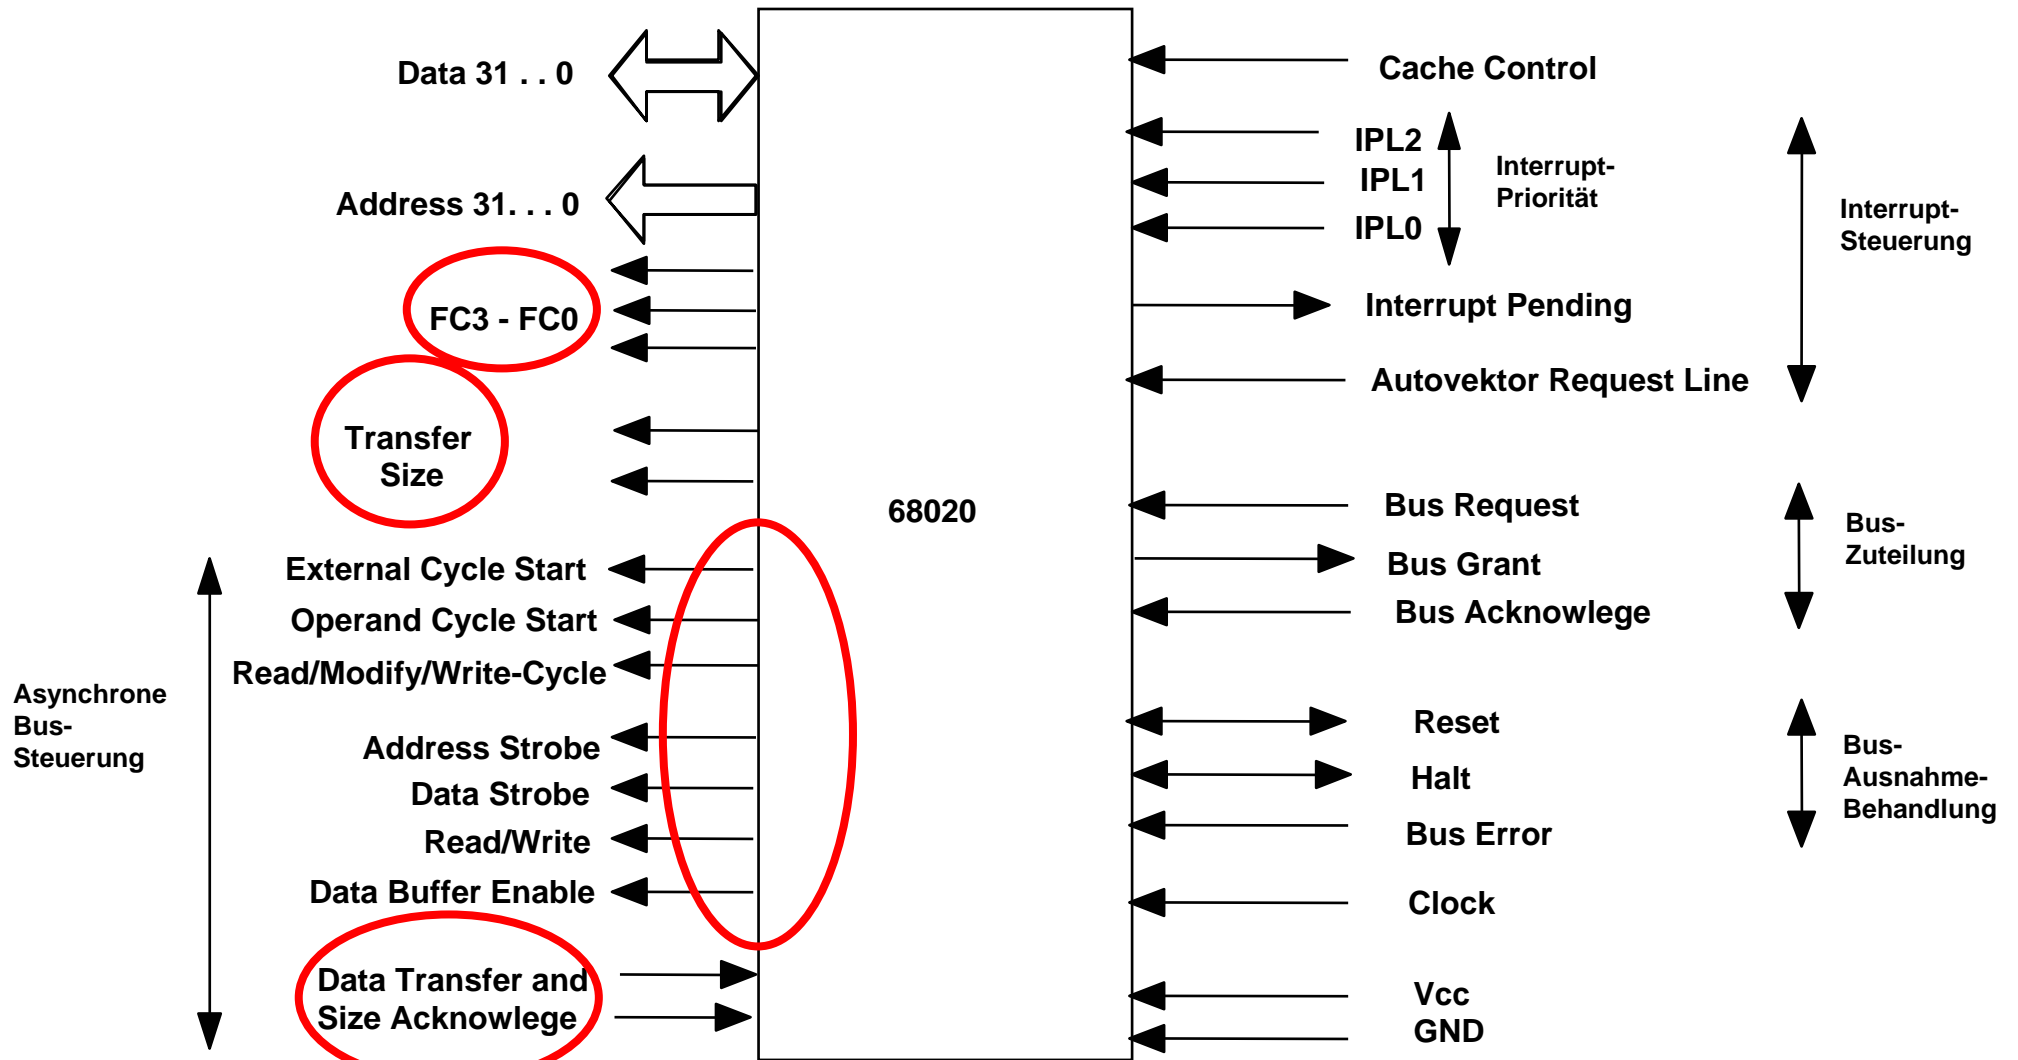 Data 31 . . 0
Address 31. . . 0
FC3 - FC0
Transfer
Size
External Cycle Start
Operand Cycle Start
Read/Modify/Write-Cycle
Address Strobe
Data Strobe
Read/Write
Data Buffer Enable
Data Transfer and
Size Acknowlege
Asynchrone
Bus-
Steuerung
68020
Cache Control
IPL2
IPL1
IPL0
Interrupt-
Priorität
Interrupt Pending
Autovektor Request Line
Interrupt-
Steuerung
Bus Request
Bus Grant
Bus Acknowlege
Bus-
Zuteilung
Reset
Halt
Bus Error
Bus-
Ausnahme-
Behandlung
Clock
Vcc
GND